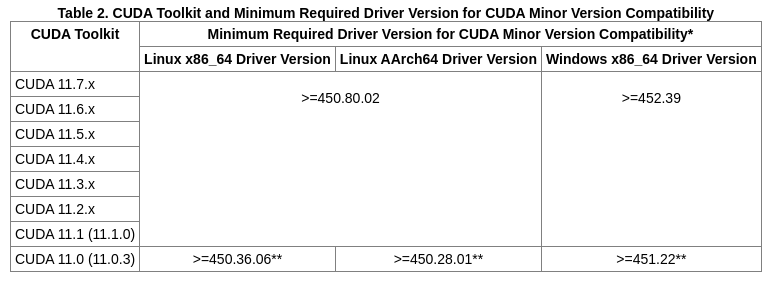 Table 2. CUDA Toolkit and Minimum Required Driver Version for CUDA Minor Version Compatibility
CUDA Toolkit Minimum Required Driver Version for CUDA Minor Version Compatibility*
Linux x86_64 Driver Version Linux AArch64 Driver Version Windows x86_64 Driver Version
CUDA 11.7.x
>=450.80.02 >=452.39
CUDA 11.6.x
CUDA 11.5.x
CUDA 11.4.x
CUDA 11.3.x
CUDA 11.2.x
CUDA 11.1 (11.1.0)
CUDA 11.0 (11.0.3) >=450.36.06** >=450.28.01** >=451.22**